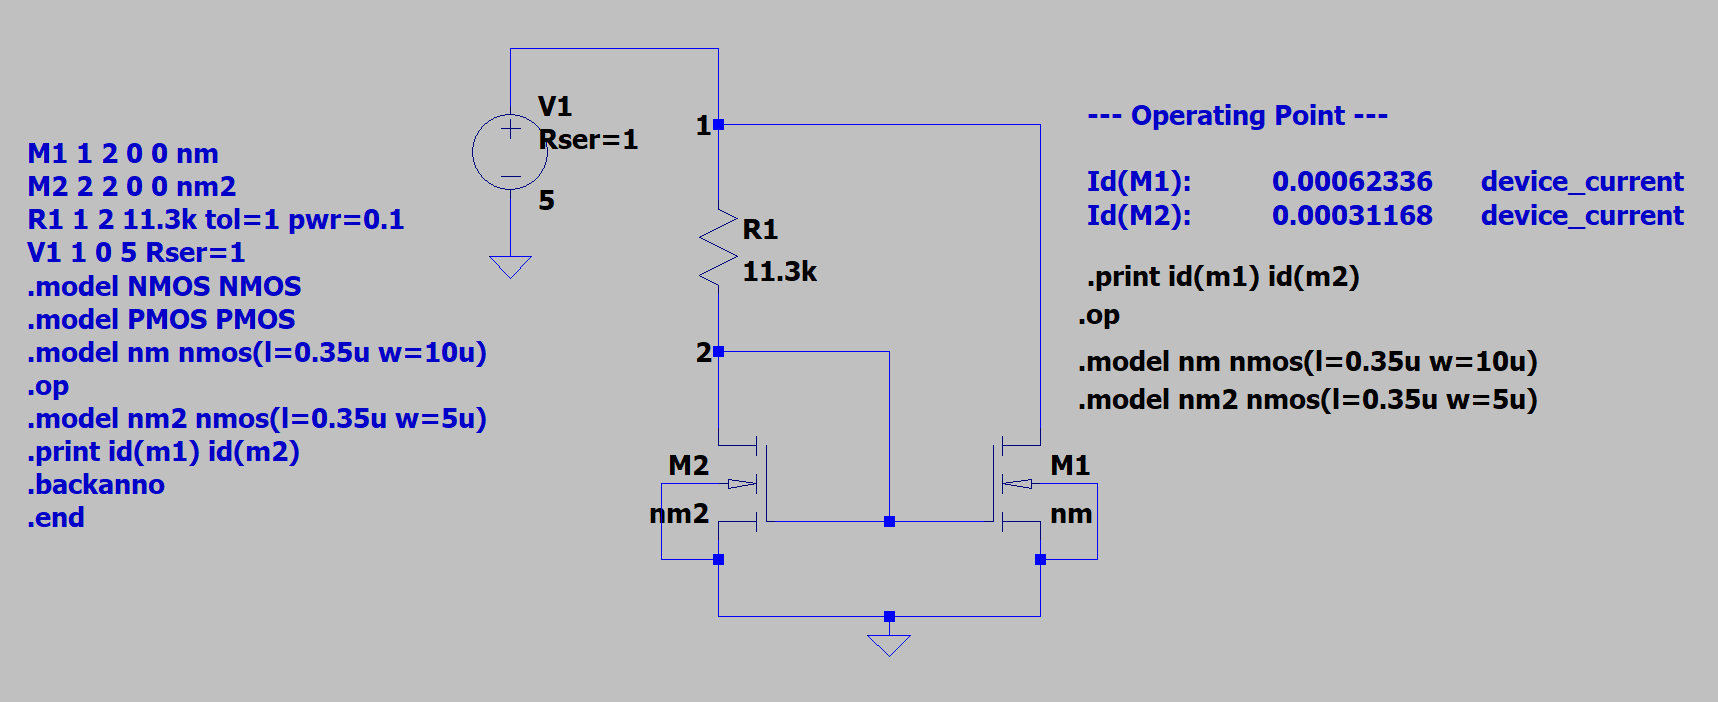 M1 1 2 0 0 nm
M2 2 2 0 0 nm2
R1 1 2 11.3k tol=1 pwr=0.1
V1 1 0 5 Rser=1
.model NMOS NMOS
.model PMOS PMOS
.model nm nmos(l=0.35u w=10u)
.op
.model nm2 nmos(l=0.35u w=5u)
.print id(m1) id(m2)
.backanno
.end
V1
Rser=1
5
1
R1
11.3k
2
M2
nm2
M1
nm
--- Operating Point ---
Id(M1): 0.00062336 device_current
Id(M2): 0.00031168 device_current
.print id(m1) id(m2)
.op
.model nm nmos(l=0.35u w=10u)
.model nm2 nmos(l=0.35u w=5u)